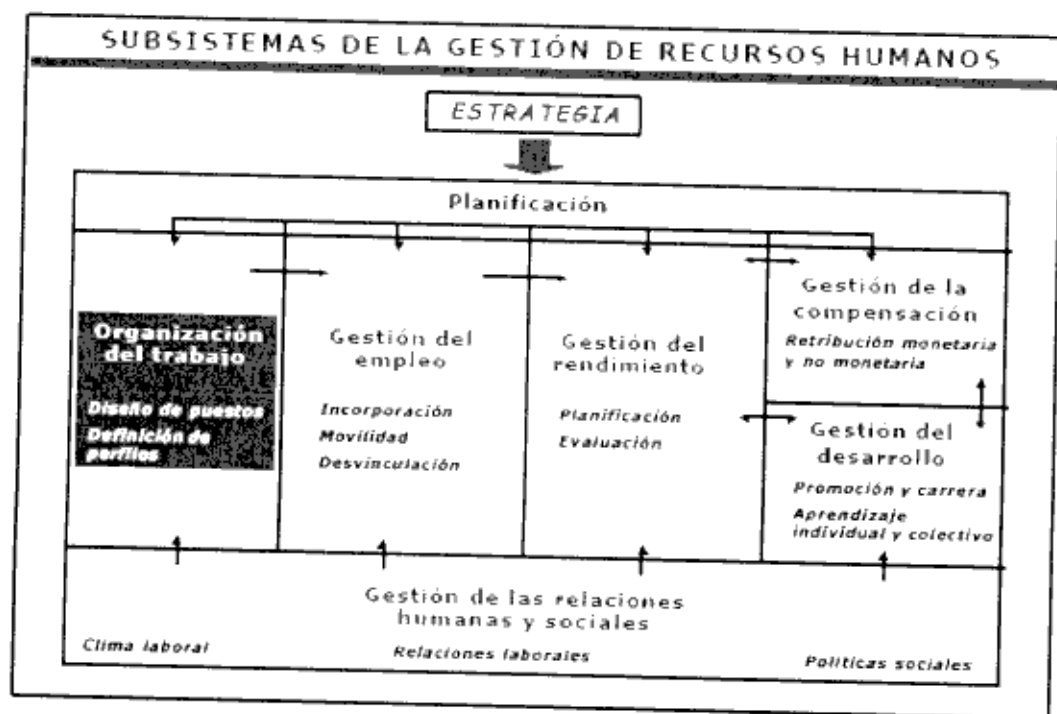 SUBSISTEMAS DE LA GESTIÓN DE RECURSOS HUMANOS
ESTRATEGIA
Planificación
Organización
del trabajo
Diseño de puestos
Definición de
perfiles
Gestión del
empleo
Incorporación
Movilidad
Desvinculación
Gestión del
rendimiento
Planificación
Evaluación
Gestión de la
compensación
Retribución monetaria
y no monetaria
Gestión del
desarrollo
Promoción y carrera
Aprendizaje
individual y colectivo
Gestión de las relaciones
humanas y sociales
Clima laboral
Relaciones laborales
Políticas sociales